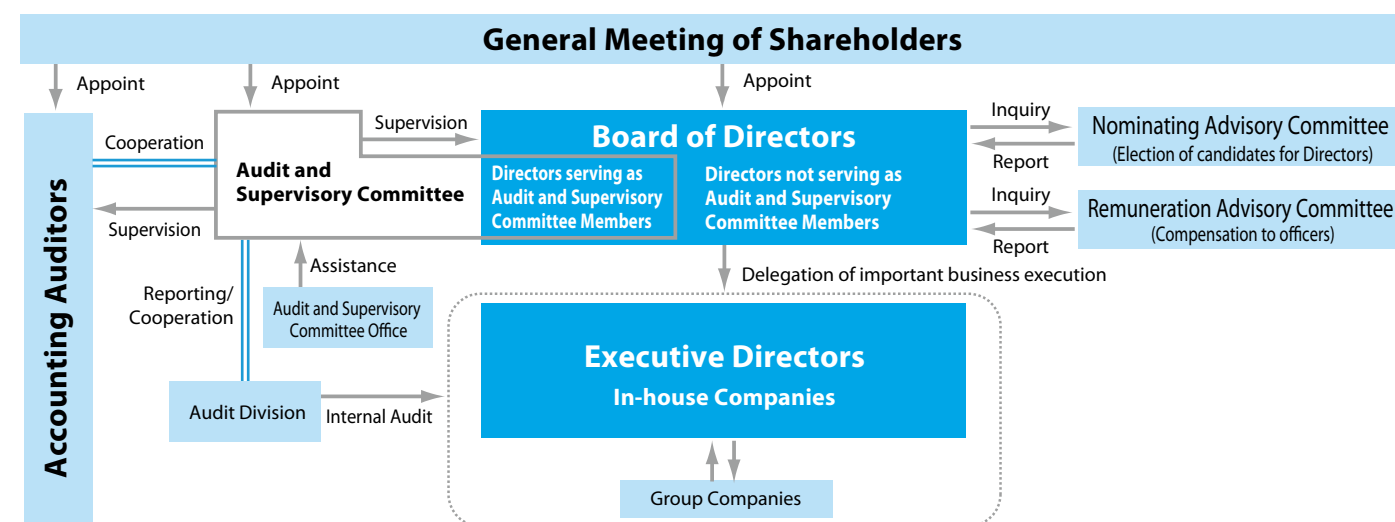 General Meeting of Shareholders
Appoint
Appoint
Appoint
Accounting Auditors
Cooperation
Supervision
Audit and
Supervisory Committee
Supervision
Board of Directors
Directors serving as
Audit and Supervisory
Committee Members
Directors not serving as
Audit and Supervisory
Committee Members
Inquiry
Report
Nominating Advisory Committee
(Election of candidates for Directors)
Inquiry
Report
Remuneration Advisory Committee
(Compensation to officers)
Assistance
Audit and Supervisory
Committee Office
Reporting/
Cooperation
Delegation of important business execution
Audit Division
Internal Audit
Executive Directors
In-house Companies
Group Companies